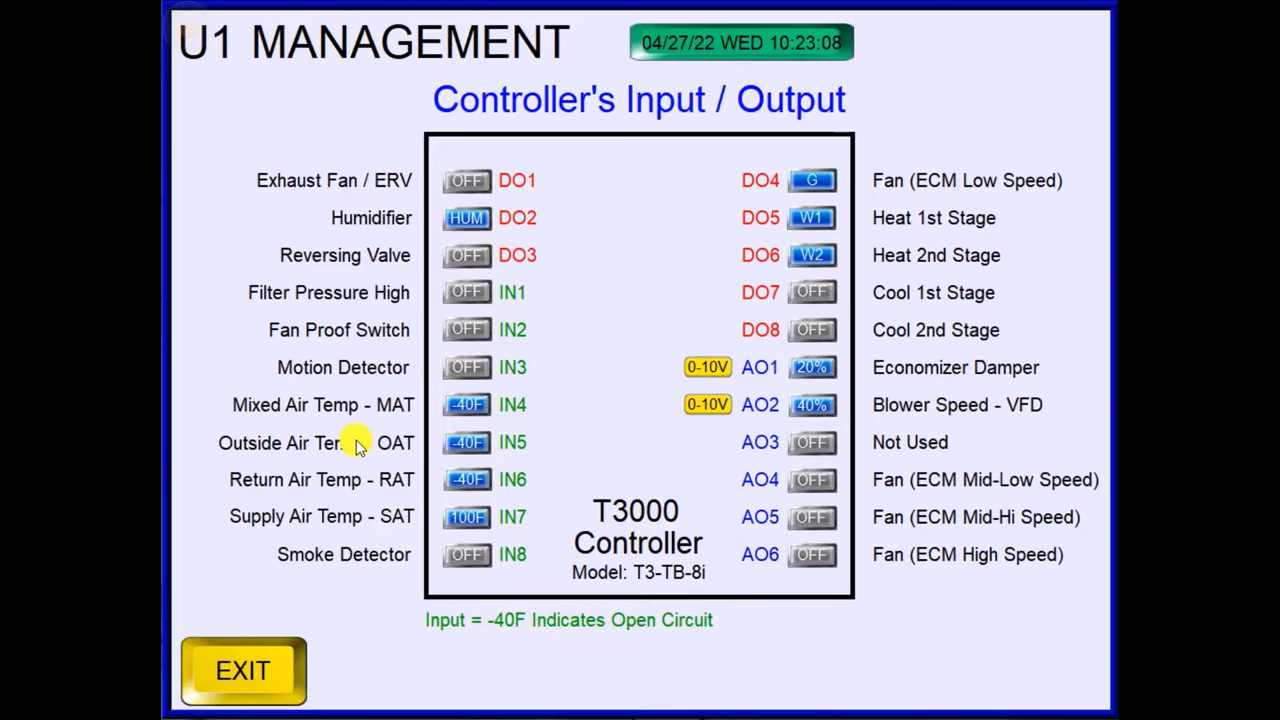 U1 MANAGEMENT
04/27/22 WED 10:23:08
Controller's Input / Output
Exhaust Fan / ERV OFF DO1 DO4 G Fan (ECM Low Speed)
Humidifier HUM DO2 DO5 W1 Heat 1st Stage
Reversing Valve OFF DO3 DO6 W2 Heat 2nd Stage
Filter Pressure High OFF IN1 DO7 OFF Cool 1st Stage
Fan Proof Switch OFF IN2 DO8 OFF Cool 2nd Stage
Motion Detector OFF IN3 0-10V AO1 20% Economizer Damper
Mixed Air Temp - MAT -40F IN4 0-10V AO2 40% Blower Speed - VFD
Outside Air OAT -40F IN5 AO3 OFF Not Used
Return Air Temp - RAT -40F IN6 AO4 OFF Fan (ECM Mid-Low Speed)
Supply Air Temp - SAT 100F IN7 AO5 OFF Fan (ECM Mid-Hi Speed)
Smoke Detector OFF IN8 AO6 OFF Fan (ECM High Speed)
T3000
Controller
Model: T3-TB-8i
Input = -40F Indicates Open Circuit
EXIT